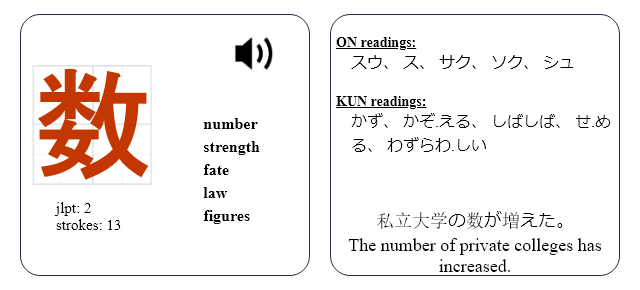 数
number
strength
fate
law
figures
jlpt: 2
strokes: 13
ON readings:
スウ、 ス、 サク、 ソク、 シュ
KUN readings:
かず、 かぞ.える、 しばしば、 せ.め
る、 わずらわ.しい
私立大学の数が増えた。
The number of private colleges has
increased.